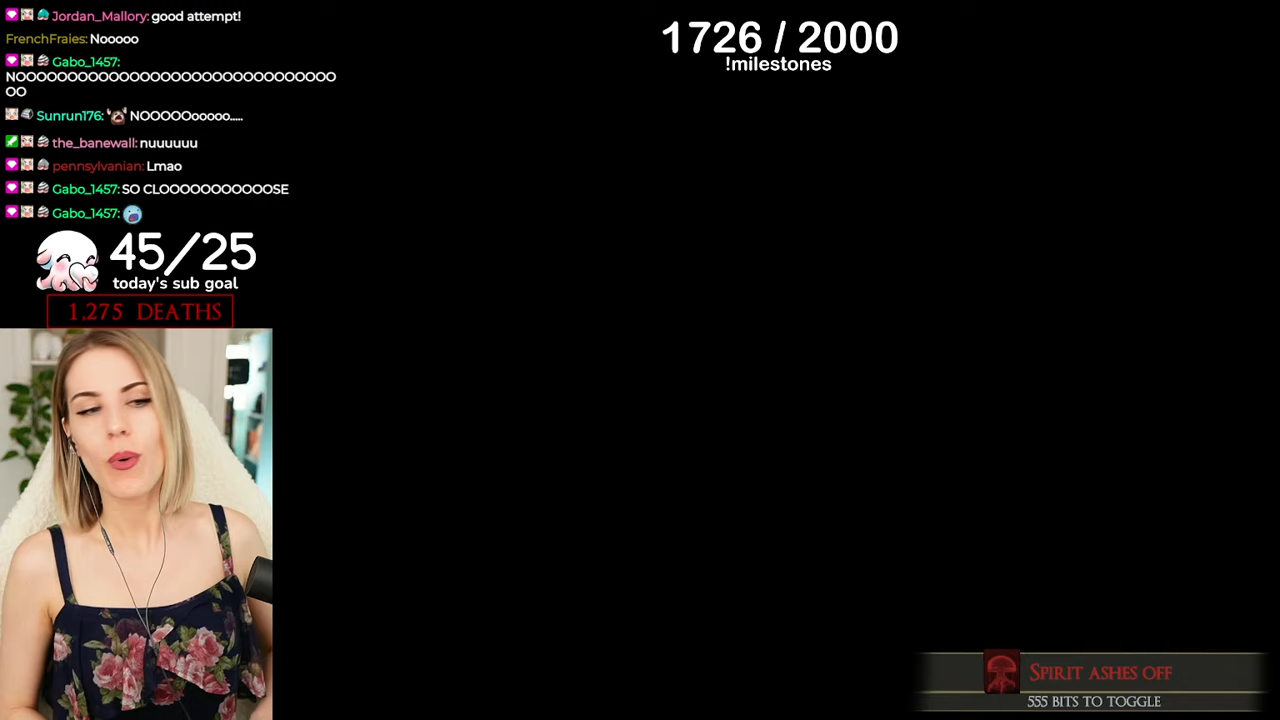 Jordan_Mallory: good attempt!
FrenchFraies: Nooooo
Gabo_1457:
NOOOOOOOOOOOOOOOOOOOOOOOOOOOOOO
OO
Sunrun176: NOOOOOooooo.....
the_banewall: nuuuuuu
pennsylvanian: Lmao
Gabo_1457: SO CLOOOOOOOOOOOSE
Gabo_1457:
45/25
today's sub goal
1,275 DEATHS
1726 / 2000
!milestones
SPIRIT ASHES OFF
555 BITS TO TOGGLE